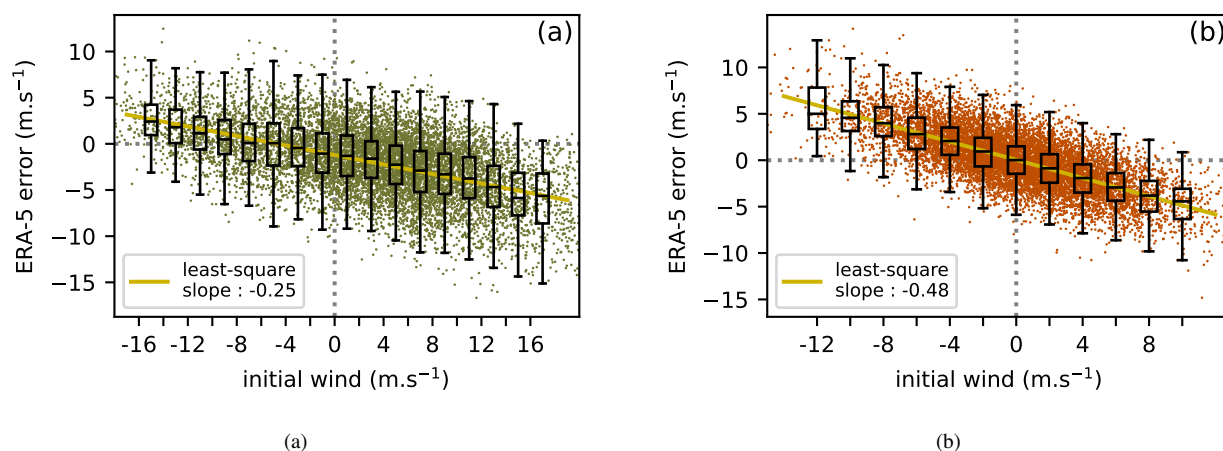 (a)
ERA-5 error (m.s⁻¹)
10
5
0
−5
−10
−15
least-square
slope : -0.25
-16 -12 -8 -4 0 4 8 12 16
initial wind (m.s⁻¹)
(a)
(b)
ERA-5 error (m.s⁻¹)
10
5
0
−5
−10
−15
least-square
slope : -0.48
-12 -8 -4 0 4 8
initial wind (m.s⁻¹)
(b)